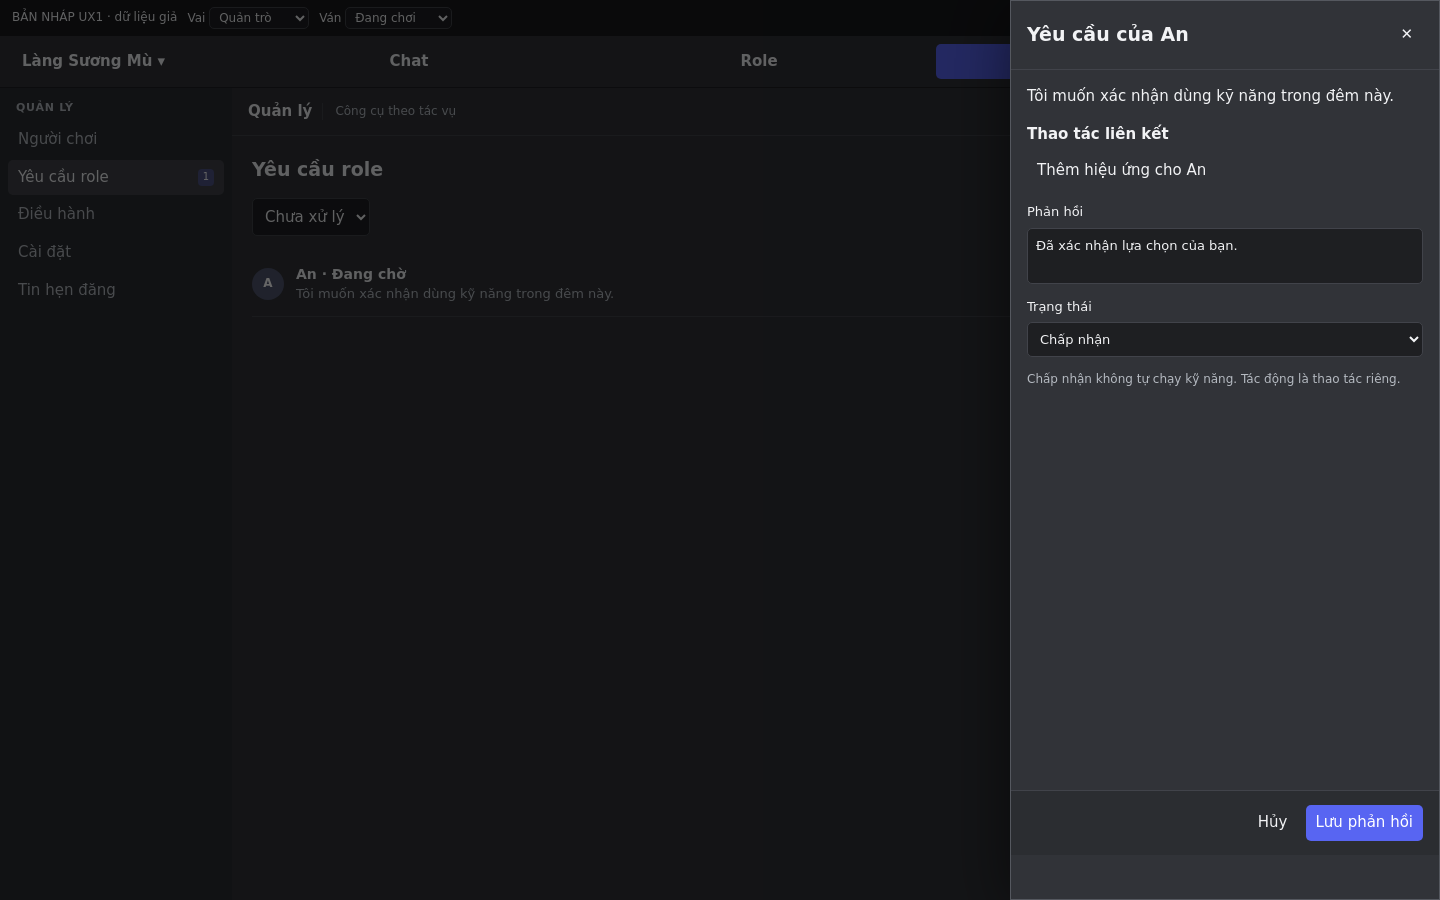 BẢN NHÁP UX1 · dữ liệu giả Vai Quản trò Ván Đang chơi
Làng Sương Mù ▾ Chat Role
QUẢN LÝ
Người chơi
Yêu cầu role 1
Điều hành
Cài đặt
Tin hẹn đăng
Quản lý Công cụ theo tác vụ
Yêu cầu role
Chưa xử lý
A
An · Đang chờ
Tôi muốn xác nhận dùng kỹ năng trong đêm này.
Yêu cầu của An ×
Tôi muốn xác nhận dùng kỹ năng trong đêm này.
Thao tác liên kết
Thêm hiệu ứng cho An
Phản hồi
Đã xác nhận lựa chọn của bạn.
Trạng thái
Chấp nhận
Chấp nhận không tự chạy kỹ năng. Tác động là thao tác riêng.
Hủy Lưu phản hồi